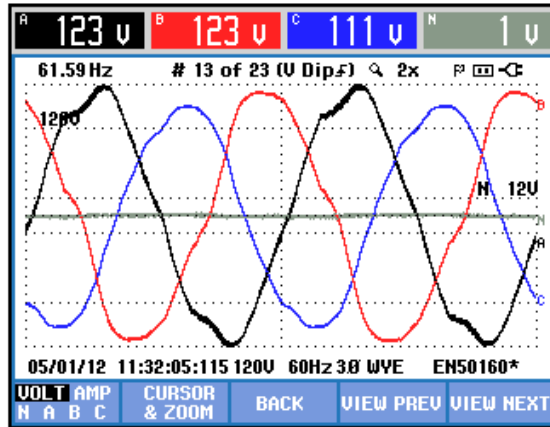 A 123 V B 123 V C 111 V N 1 V
61.59 Hz # 13 of 23 (V Dip) 2x P
120V
B
N 12V
N
A
C
05/01/12 11:32:05:115 120V 60Hz 3Ø WYE EN50160*
VOLT AMP
N A B C
CURSOR
& ZOOM
BACK
VIEW PREV
VIEW NEXT